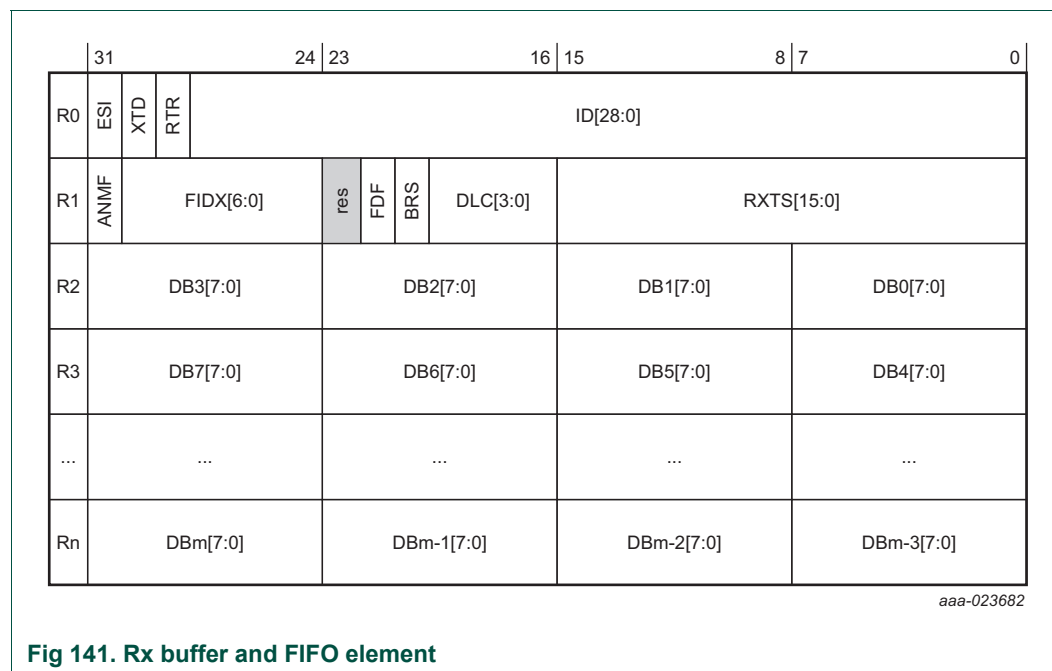 31 24 23 16 15 8 7 0
R0 ESI XTD RTR ID[28:0]
R1 ANMF FIDX[6:0] res FDF BRS DLC[3:0] RXTS[15:0]
R2 DB3[7:0] DB2[7:0] DB1[7:0] DB0[7:0]
R3 DB7[7:0] DB6[7:0] DB5[7:0] DB4[7:0]
... ... ... ... ...
Rn DBm[7:0] DBm-1[7:0] DBm-2[7:0] DBm-3[7:0]
aaa-023682
Fig 141. Rx buffer and FIFO element